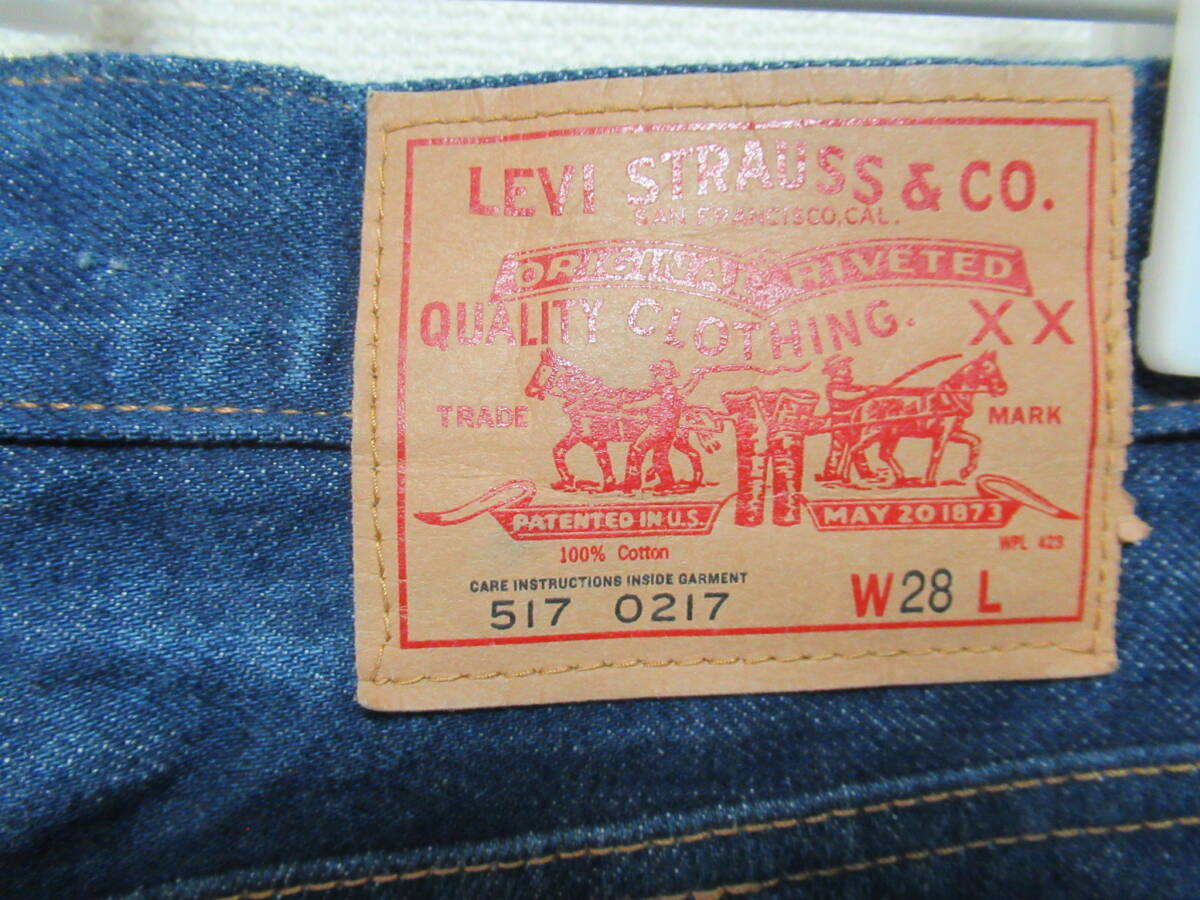 LEVI STRAUSS & CO.
SAN FRANCISCO, CAL.
ORIGINAL RIVETED
QUALITY CLOTHING. XX
TRADE MARK
PATENTED IN U.S. MAY 20 1873
100% Cotton
WPL 423
CARE INSTRUCTIONS INSIDE GARMENT
517 0217 W 28 L